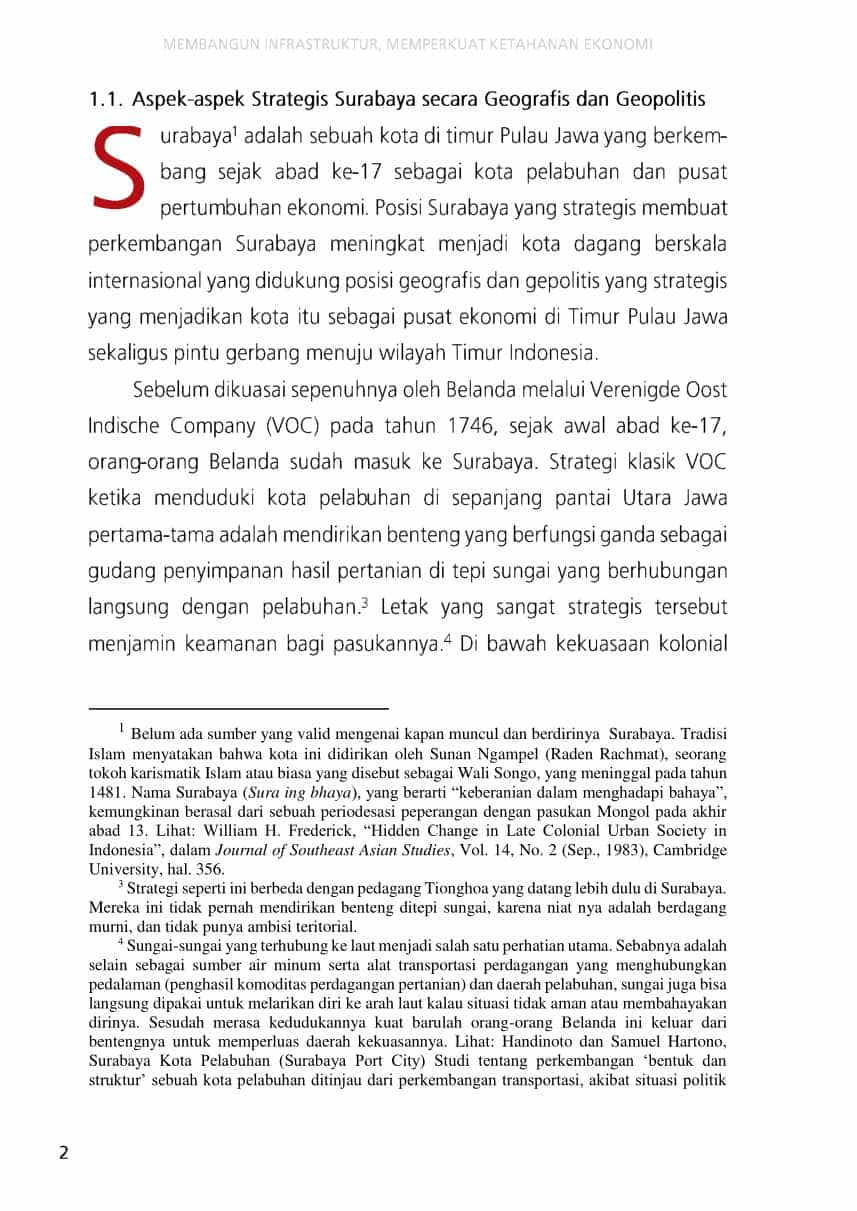 MEMBANGUN INFRASTRUKTUR, MEMPERKUAT KETAHANAN EKONOMI
1.1. Aspek-aspek Strategis Surabaya secara Geografis dan Geopolitis
Surabaya¹ adalah sebuah kota di timur Pulau Jawa yang berkem-
bang sejak abad ke-17 sebagai kota pelabuhan dan pusat
pertumbuhan ekonomi. Posisi Surabaya yang strategis membuat
perkembangan Surabaya meningkat menjadi kota dagang berskala
internasional yang didukung posisi geografis dan gepolitis yang strategis
yang menjadikan kota itu sebagai pusat ekonomi di Timur Pulau Jawa
sekaligus pintu gerbang menuju wilayah Timur Indonesia.
Sebelum dikuasai sepenuhnya oleh Belanda melalui Verenigde Oost
Indische Company (VOC) pada tahun 1746, sejak awal abad ke-17,
orang-orang Belanda sudah masuk ke Surabaya. Strategi klasik VOC
ketika menduduki kota pelabuhan di sepanjang pantai Utara Jawa
pertama-tama adalah mendirikan benteng yang berfungsi ganda sebagai
gudang penyimpanan hasil pertanian di tepi sungai yang berhubungan
langsung dengan pelabuhan.³ Letak yang sangat strategis tersebut
menjamin keamanan bagi pasukannya.⁴ Di bawah kekuasaan kolonial
¹ Belum ada sumber yang valid mengenai kapan muncul dan berdirinya Surabaya. Tradisi
Islam menyatakan bahwa kota ini didirikan oleh Sunan Ngampel (Raden Rachmat), seorang
tokoh karismatik Islam atau biasa yang disebut sebagai Wali Songo, yang meninggal pada tahun
1481. Nama Surabaya (Sura ing bhaya), yang berarti “keberanian dalam menghadapi bahaya”,
kemungkinan berasal dari sebuah periodesasi peperangan dengan pasukan Mongol pada akhir
abad 13. Lihat: William H. Frederick, “Hidden Change in Late Colonial Urban Society in
Indonesia”, dalam Journal of Southeast Asian Studies, Vol. 14, No. 2 (Sep., 1983), Cambridge
University, hal. 356.
³ Strategi seperti ini berbeda dengan pedagang Tionghoa yang datang lebih dulu di Surabaya.
Mereka ini tidak pernah mendirikan benteng ditepi sungai, karena niat nya adalah berdagang
murni, dan tidak punya ambisi teritorial.
⁴ Sungai-sungai yang terhubung ke laut menjadi salah satu perhatian utama. Sebabnya adalah
selain sebagai sumber air minum serta alat transportasi perdagangan yang menghubungkan
pedalaman (penghasil komoditas perdagangan pertanian) dan daerah pelabuhan, sungai juga bisa
langsung dipakai untuk melarikan diri ke arah laut kalau situasi tidak aman atau membahayakan
dirinya. Sesudah merasa kedudukannya kuat barulah orang-orang Belanda ini keluar dari
bentengnya untuk memperluas daerah kekuasannya. Lihat: Handinoto dan Samuel Hartono,
Surabaya Kota Pelabuhan (Surabaya Port City) Studi tentang perkembangan ‘bentuk dan
struktur’ sebuah kota pelabuhan ditinjau dari perkembangan transportasi, akibat situasi politik
2